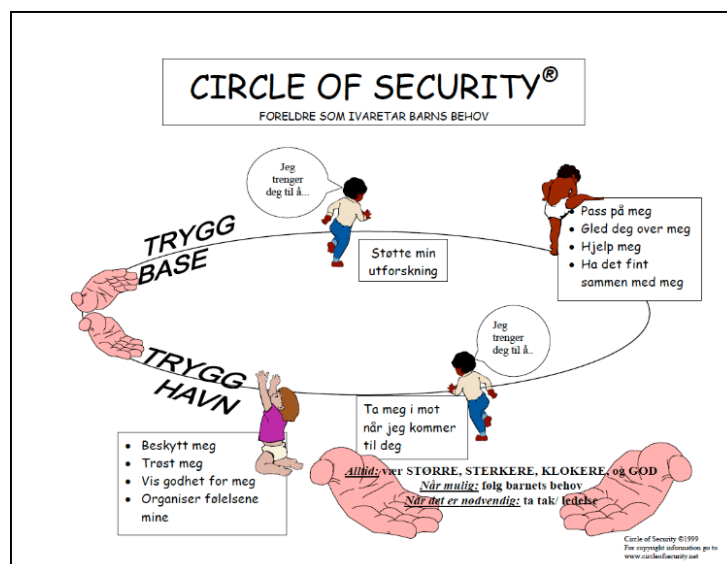 CIRCLE OF SECURITY®
FORELDRE SOM IVARETAR BARNS BEHOV
Jeg
trenger
deg til å...
TRYGG
BASE
Støtte min
utforskning
• Pass på meg
• Gled deg over meg
• Hjelp meg
• Ha det fint
sammen med meg
Jeg
trenger
deg til å..
TRYGG
HAVN
Ta meg i mot
når jeg kommer
til deg
• Beskytt meg
• Trøst meg
• Vis godhet for meg
• Organiser følelsene
mine
Alltid: vær STØRRE, STERKERE, KLOKERE, og GOD
Når mulig: følg barnets behov
Når det er nødvendig: ta tak/ ledelse
Circle of Security ©1999
For copyright information go to
www.circleofsecurity.net